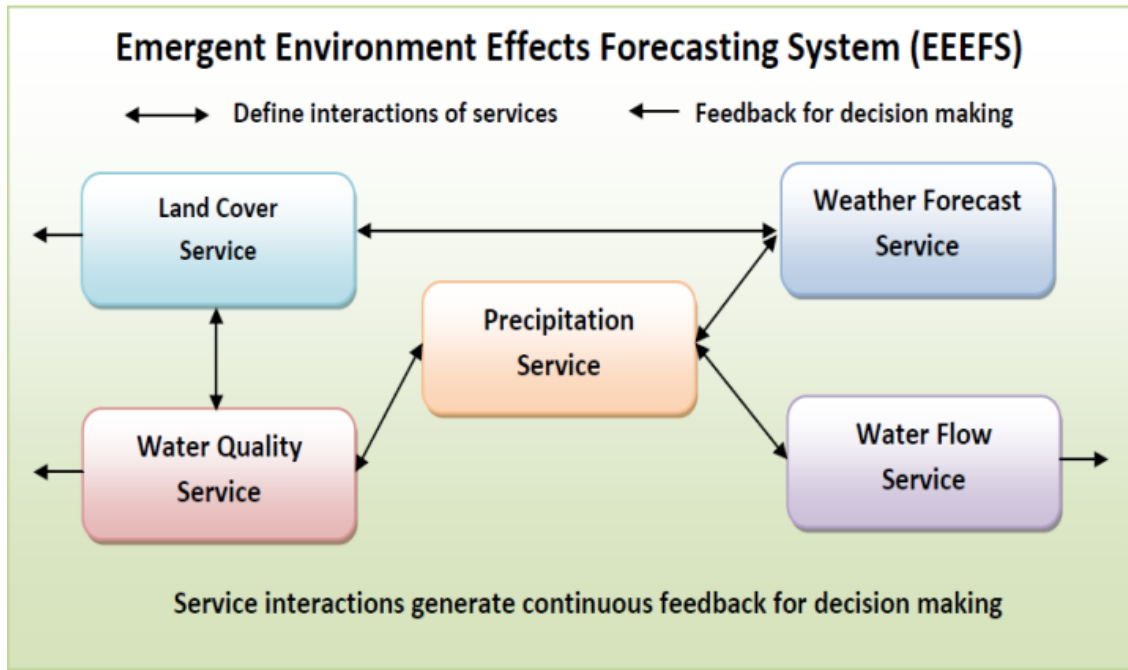 Emergent Environment Effects Forecasting System (EEEFS)
Define interactions of services
Feedback for decision making
Land Cover
Service
Weather Forecast
Service
Precipitation
Service
Water Quality
Service
Water Flow
Service
Service interactions generate continuous feedback for decision making